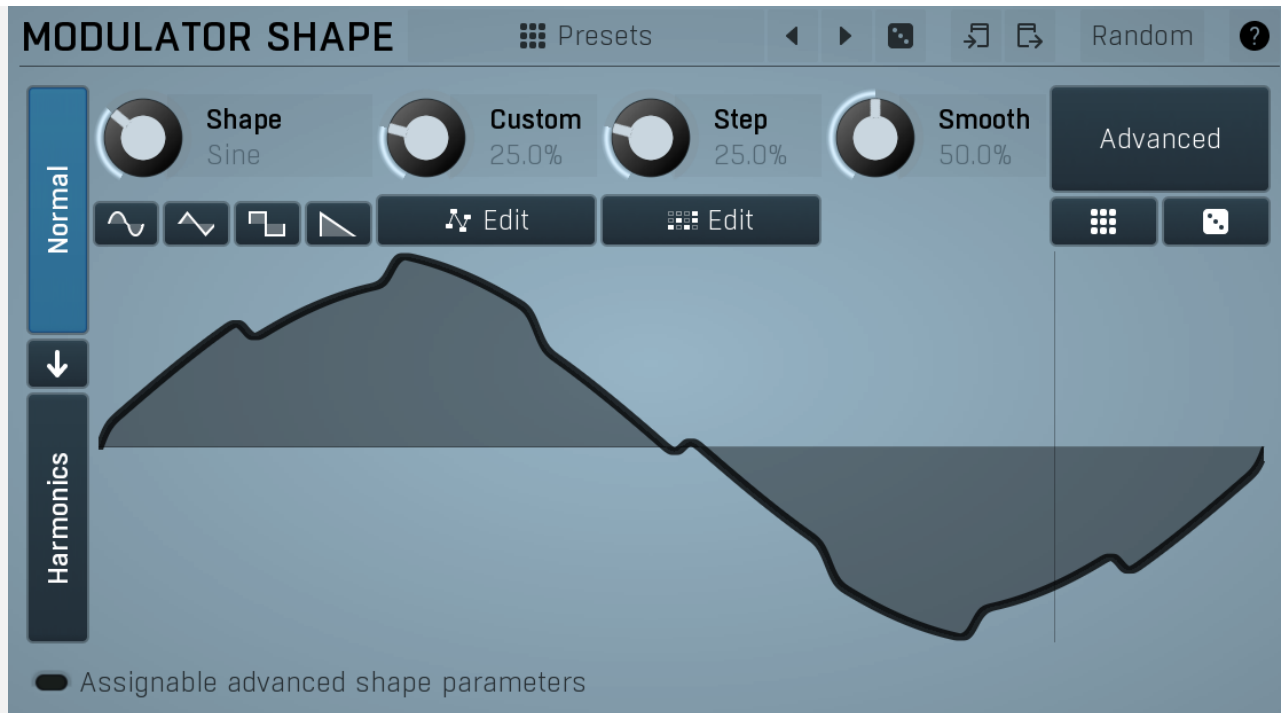 MODULATOR SHAPE
Presets
Random
?
Normal
Shape
Sine
Custom
25.0%
Step
25.0%
Smooth
50.0%
Advanced
Edit
Edit
Harmonics
Assignable advanced shape parameters